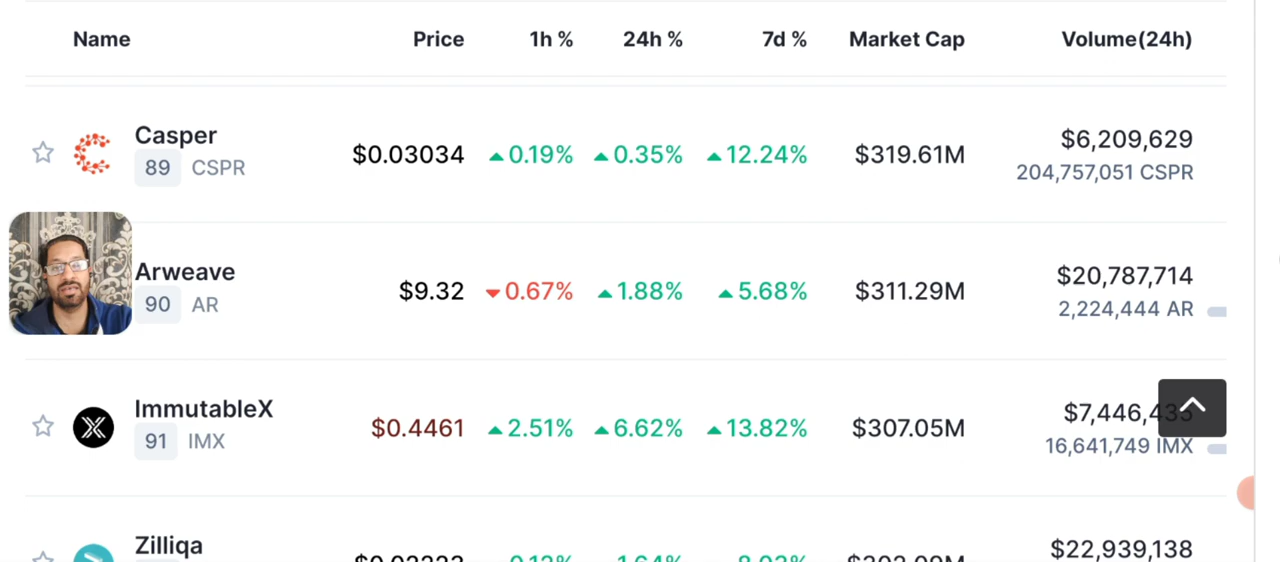 Name Price 1h % 24h % 7d % Market Cap Volume(24h)
Casper
89 CSPR
$0.03034 0.19% 0.35% 12.24% $319.61M $6,209,629
204,757,051 CSPR
Arweave
90 AR
$9.32 0.67% 1.88% 5.68% $311.29M $20,787,714
2,224,444 AR
ImmutableX
91 IMX
$0.4461 2.51% 6.62% 13.82% $307.05M $7,446,435
16,641,749 IMX
Zilliqa
$22,939,138